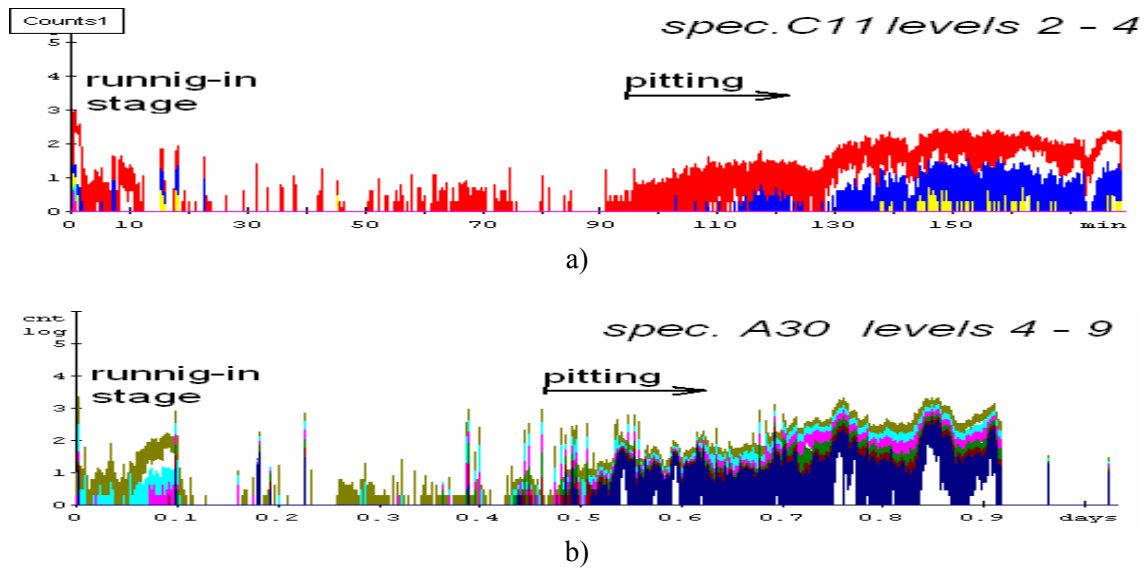 Counts1
spec.C11 levels 2 - 4
5
4
3
2
1
0
runnig-in
stage
pitting
0 10 30 50 70 90 110 130 150 min
a)
cnt
log
spec. A30 levels 4 - 9
5
4
3
2
1
0
runnig-in
stage
pitting
0 0.1 0.2 0.3 0.4 0.5 0.6 0.7 0.8 0.9 days
b)